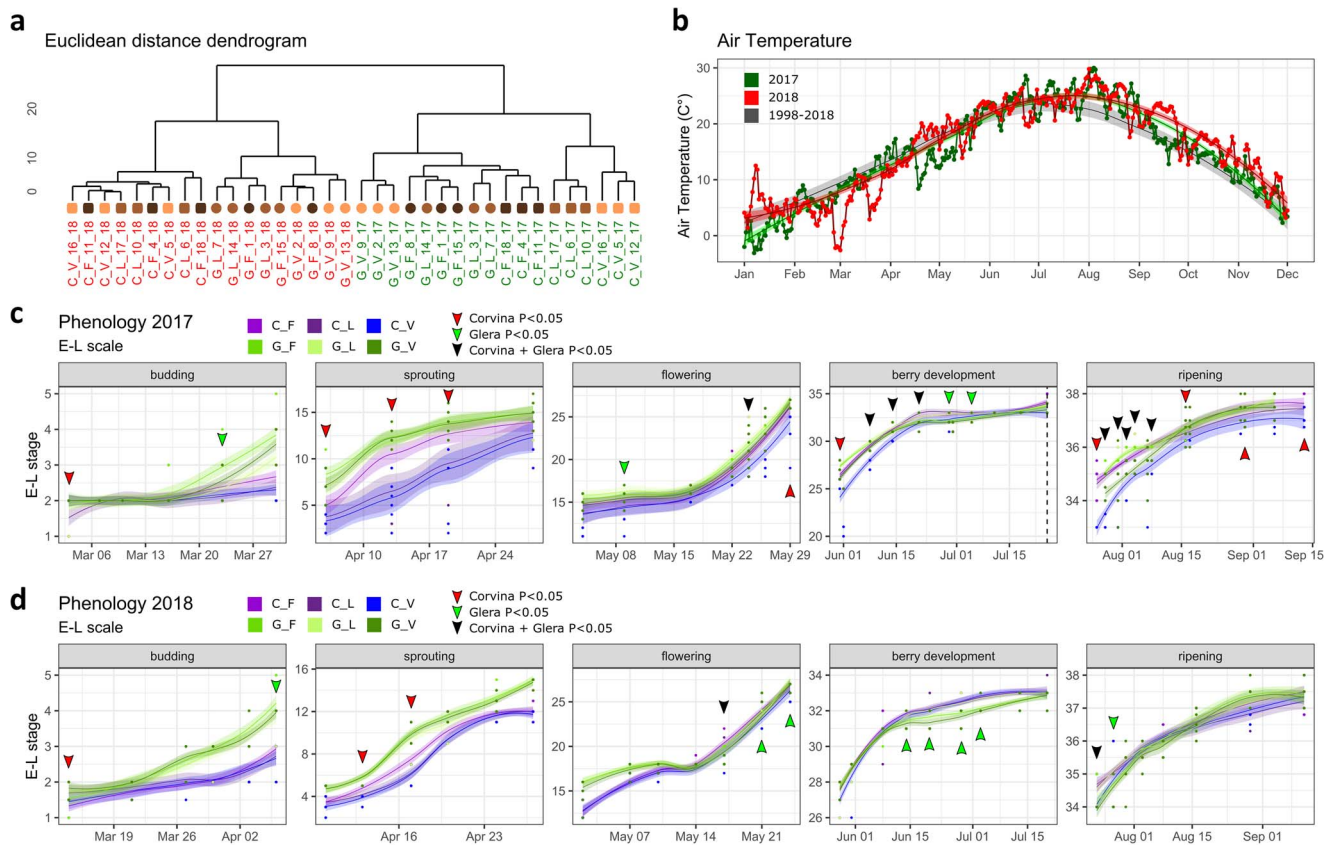 a
Euclidean distance dendrogram
20
10
0
C_V_16_18
C_F_11_18
C_V_12_18
C_L_17_18
C_L_10_18
C_F_4_18
C_V_5_18
C_L_6_18
C_F_18_18
G_L_7_18
G_L_14_18
G_F_1_18
G_L_3_18
G_F_15_18
G_V_2_18
G_F_8_18
G_V_9_18
G_V_13_18
G_V_9_17
G_V_2_17
G_V_13_17
G_F_8_17
G_L_14_17
G_F_1_17
G_F_15_17
G_L_3_17
G_L_7_17
C_F_18_17
C_F_4_17
C_F_11_17
C_L_10_17
C_L_6_17
C_L_17_17
C_V_16_17
C_V_5_17
C_V_12_17
b
Air Temperature
Air Temperature (C°)
30
20
10
0
2017
2018
1998-2018
Jan Feb Mar Apr May Jun Jul Aug Sep Oct Nov Dec
c
Phenology 2017
E-L scale
C_F C_L C_V
G_F G_L G_V
Corvina P<0.05
Glera P<0.05
Corvina + Glera P<0.05
budding sprouting flowering berry development ripening
E-L stage
5
4
3
2
1
Mar 06 Mar 13 Mar 20 Mar 27
15
10
5
Apr 10 Apr 17 Apr 24
25
20
15
May 08 May 15 May 22 May 29
35
30
25
20
Jun 01 Jun 15 Jul 01 Jul 15
38
36
34
Aug 01 Aug 15 Sep 01 Sep 15
d
Phenology 2018
E-L scale
C_F C_L C_V
G_F G_L G_V
Corvina P<0.05
Glera P<0.05
Corvina + Glera P<0.05
budding sprouting flowering berry development ripening
E-L stage
5
4
3
2
1
Mar 19 Mar 26 Apr 02
16
12
8
4
Apr 16 Apr 23
25
20
15
May 07 May 14 May 21
34
32
30
28
26
Jun 01 Jun 15 Jul 01 Jul 15
38
37
36
35
34
Aug 01 Aug 15 Sep 01